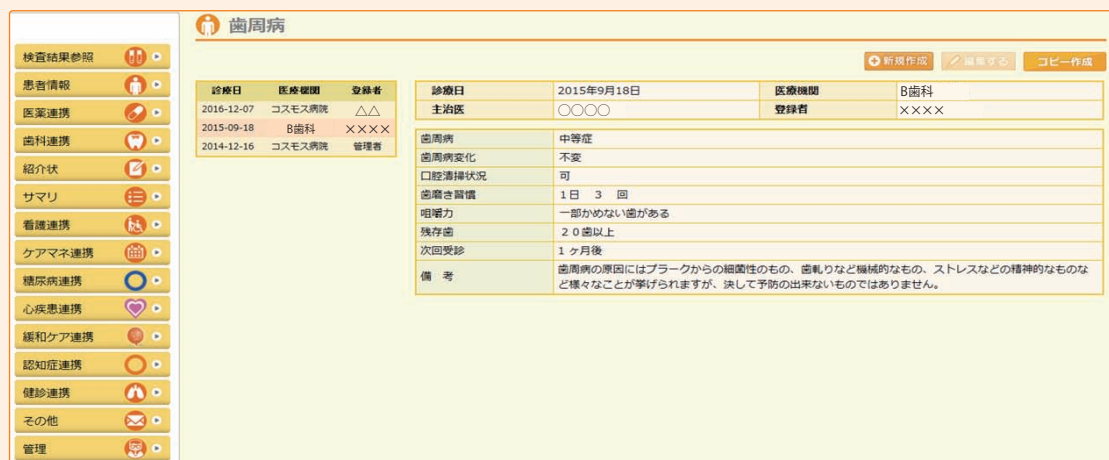 歯周病
新規作成
編集する
コピー作成
検査結果参照
患者情報
医薬連携
歯科連携
紹介状
サマリ
看護連携
ケアマネ連携
糖尿病連携
心疾患連携
緩和ケア連携
認知症連携
健診連携
その他
管理
診療日 医療機関 登録者
2016-12-07 コスモス病院 △△
2015-09-18 B歯科 ××××
2014-12-16 コスモス病院 管理者
診療日 2015年9月18日 医療機関 B歯科
主治医 ○○○○ 登録者 ××××
歯周病 中等症
歯周病変化 不変
口腔清掃状況 可
歯磨き習慣 1日 3 回
咀嚼力 一部かめない歯がある
残存歯 20歯以上
次回受診 1ヶ月後
備 考 歯周病の原因にはプラークからの細菌性のもの、歯軋りなど機械的なもの、ストレスなどの精神的なものな
ど様々なことが挙げられますが、決して予防の出来ないものではありません。